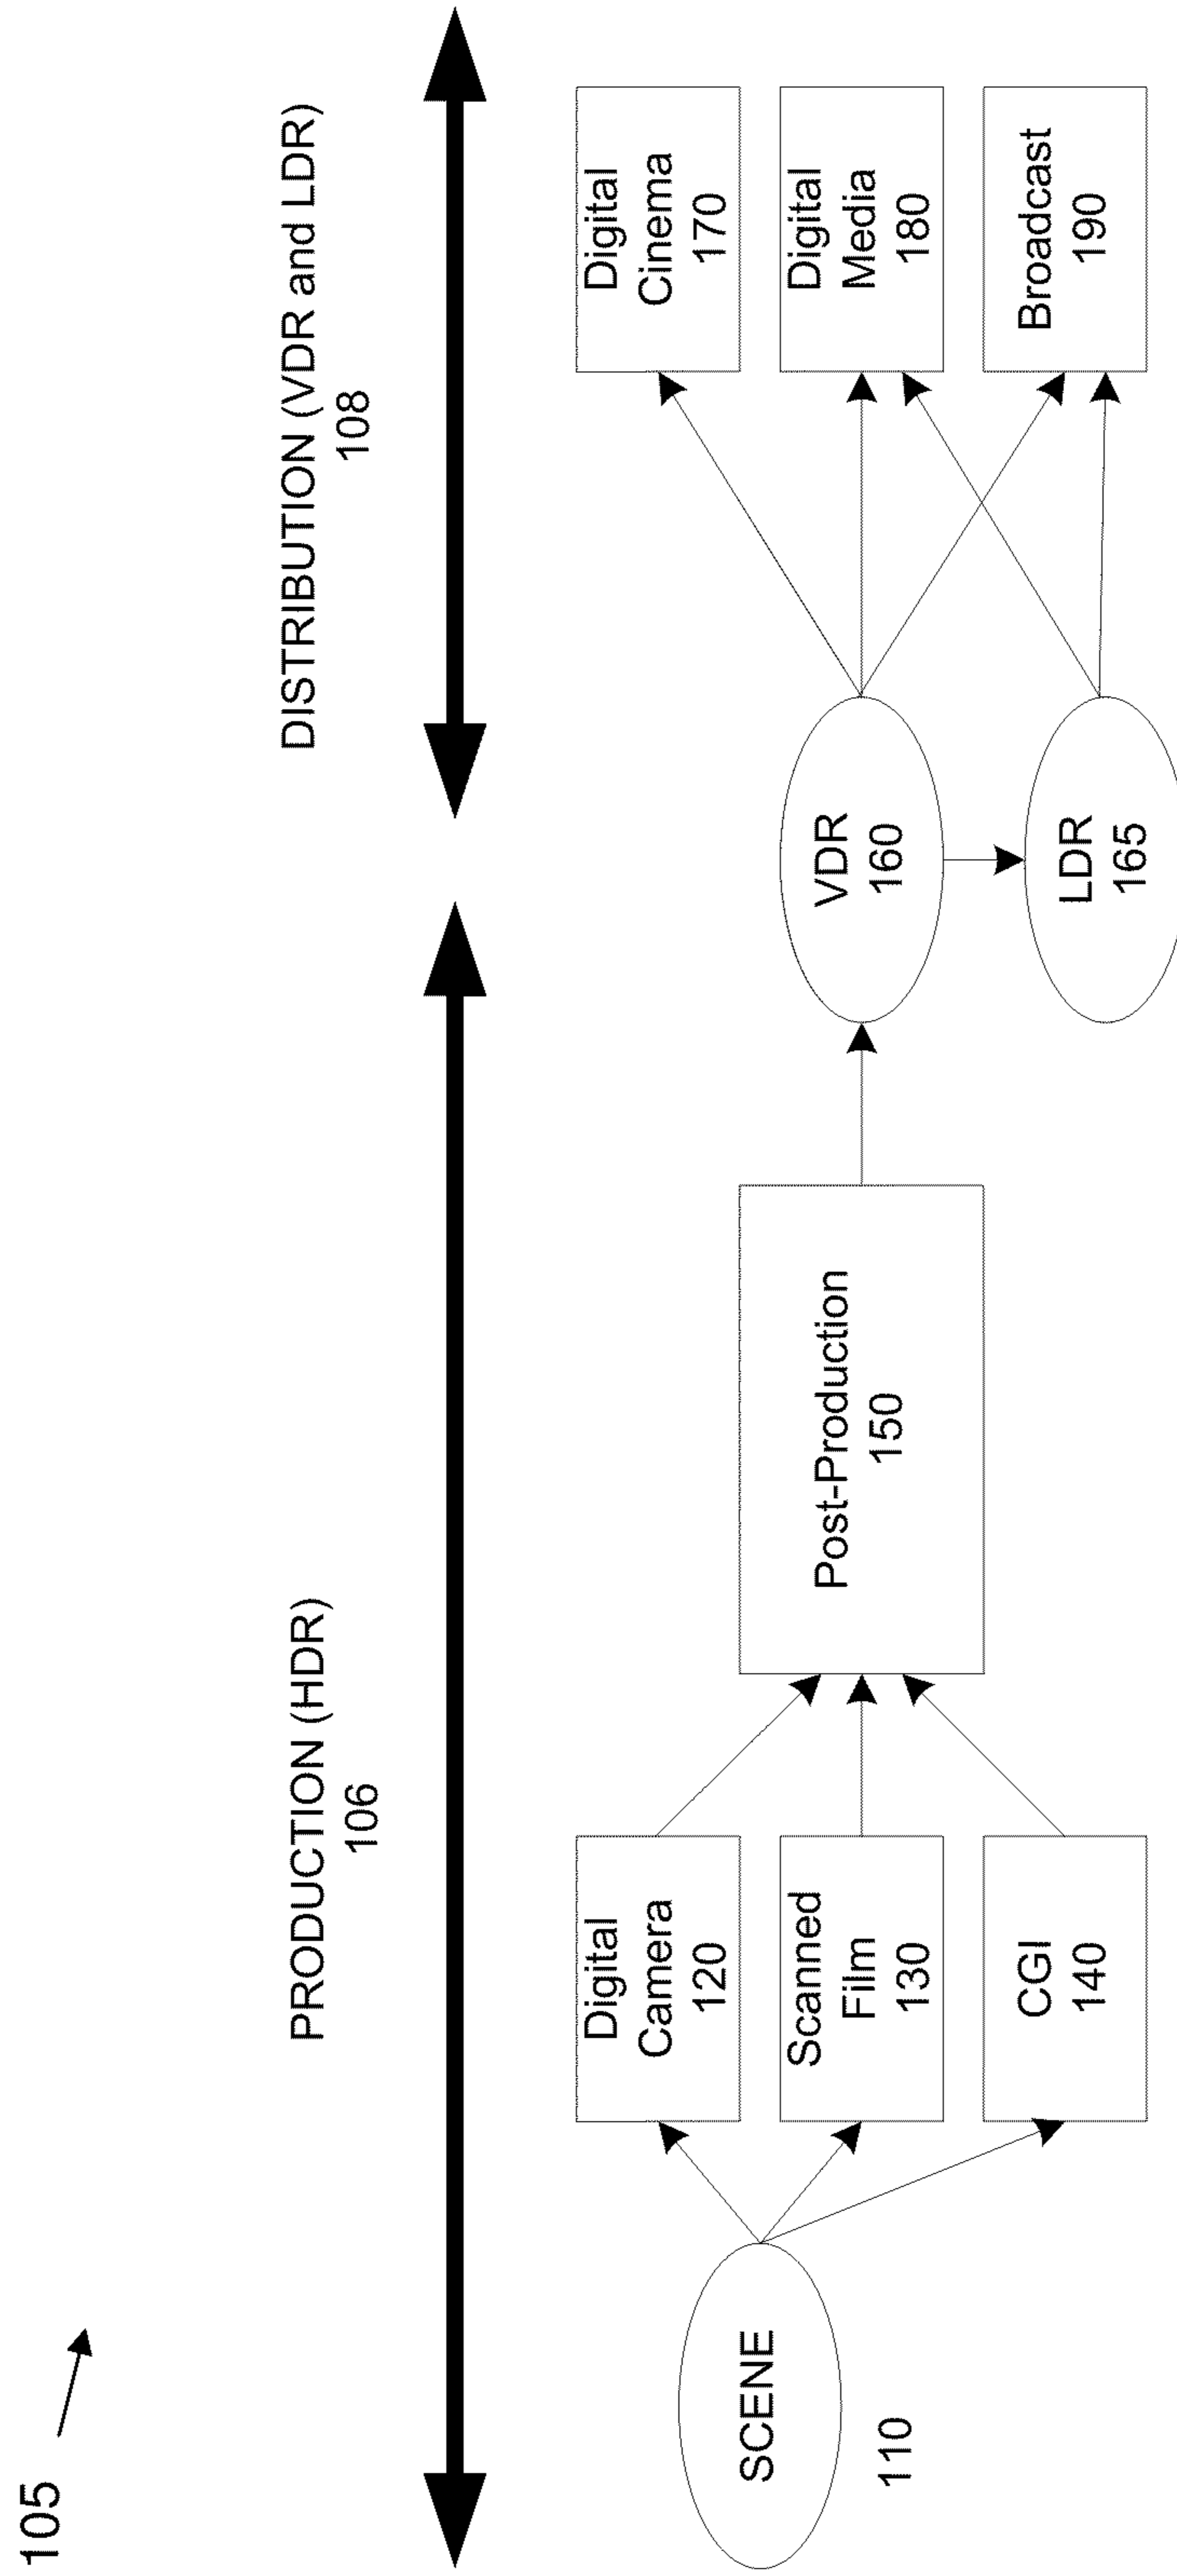 105
PRODUCTION (HDR)
106
DISTRIBUTION (VDR and LDR)
108
SCENE
110
Digital
Camera
120
Scanned
Film
130
CGI
140
Post-Production
150
VDR
160
LDR
165
Digital
Cinema
170
Digital
Media
180
Broadcast
190